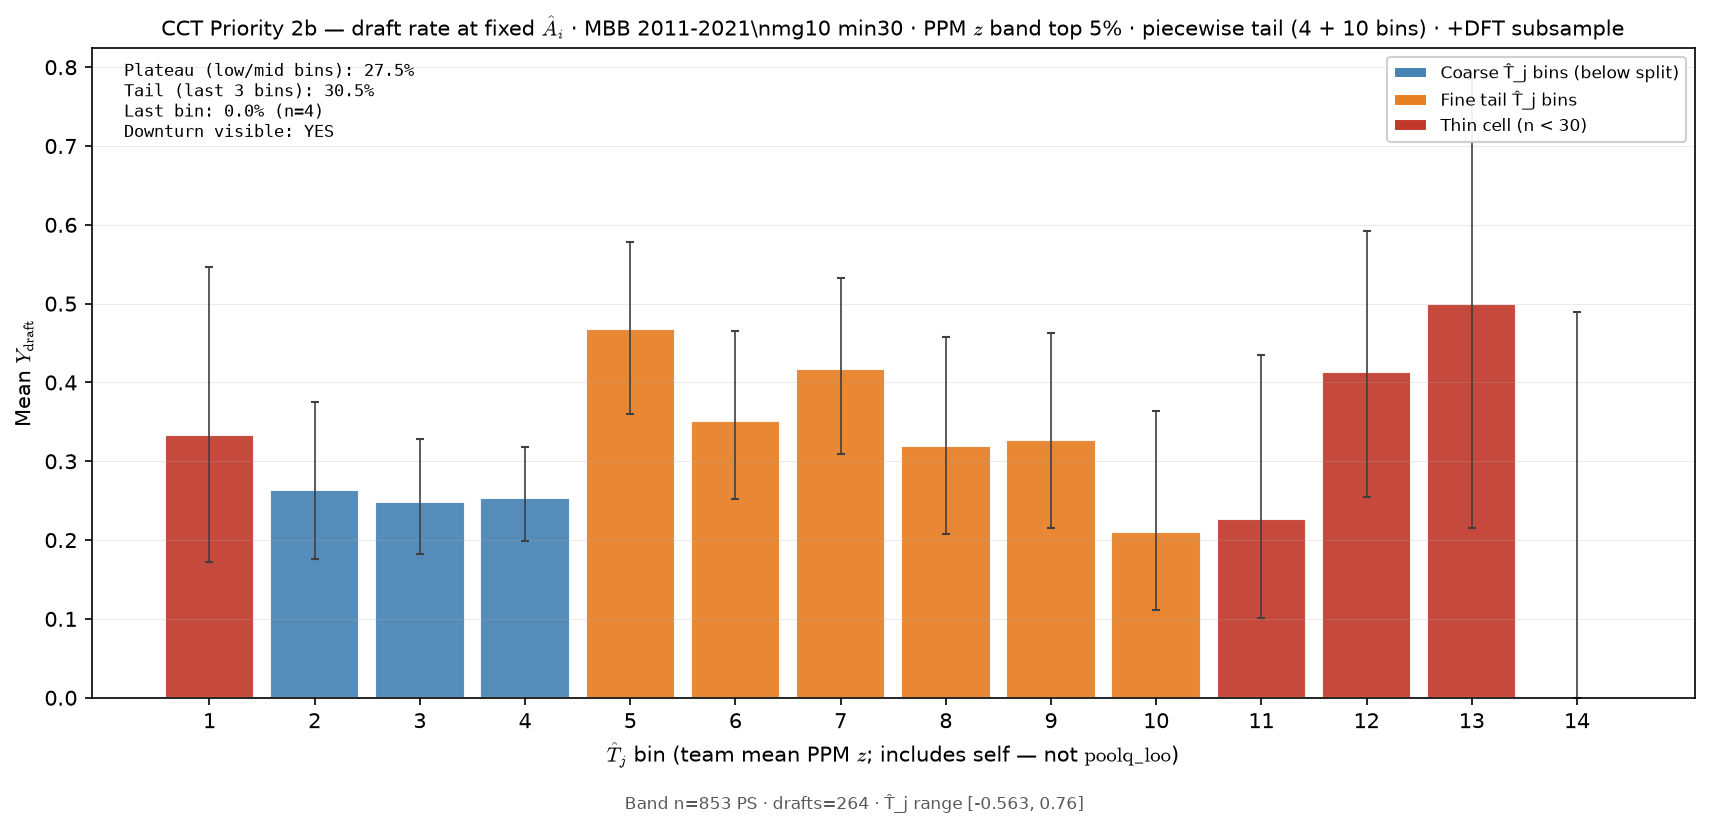 CCT Priority 2b — draft rate at fixed Âᵢ · MBB 2011-2021\nmg10 min30 · PPM z band top 5% · piecewise tail (4 + 10 bins) · +DFT subsample
Plateau (low/mid bins): 27.5%
Tail (last 3 bins): 30.5%
Last bin: 0.0% (n=4)
Downturn visible: YES
Coarse T̂_j bins (below split)
Fine tail T̂_j bins
Thin cell (n < 30)
Mean Y_draft
0.8
0.7
0.6
0.5
0.4
0.3
0.2
0.1
0.0
1 2 3 4 5 6 7 8 9 10 11 12 13 14
T̂ⱼ bin (team mean PPM z; includes self — not poolq_loo)
Band n=853 PS · drafts=264 · T̂_j range [-0.563, 0.76]